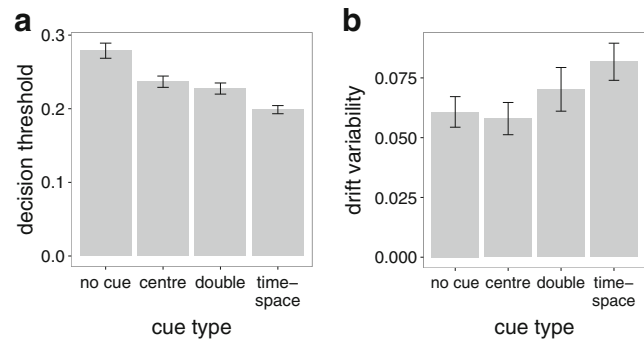 a
decision threshold
0.3
0.2
0.1
0.0
no cue centre double time-
space
cue type
b
drift variability
0.075
0.050
0.025
0.000
no cue centre double time-
space
cue type